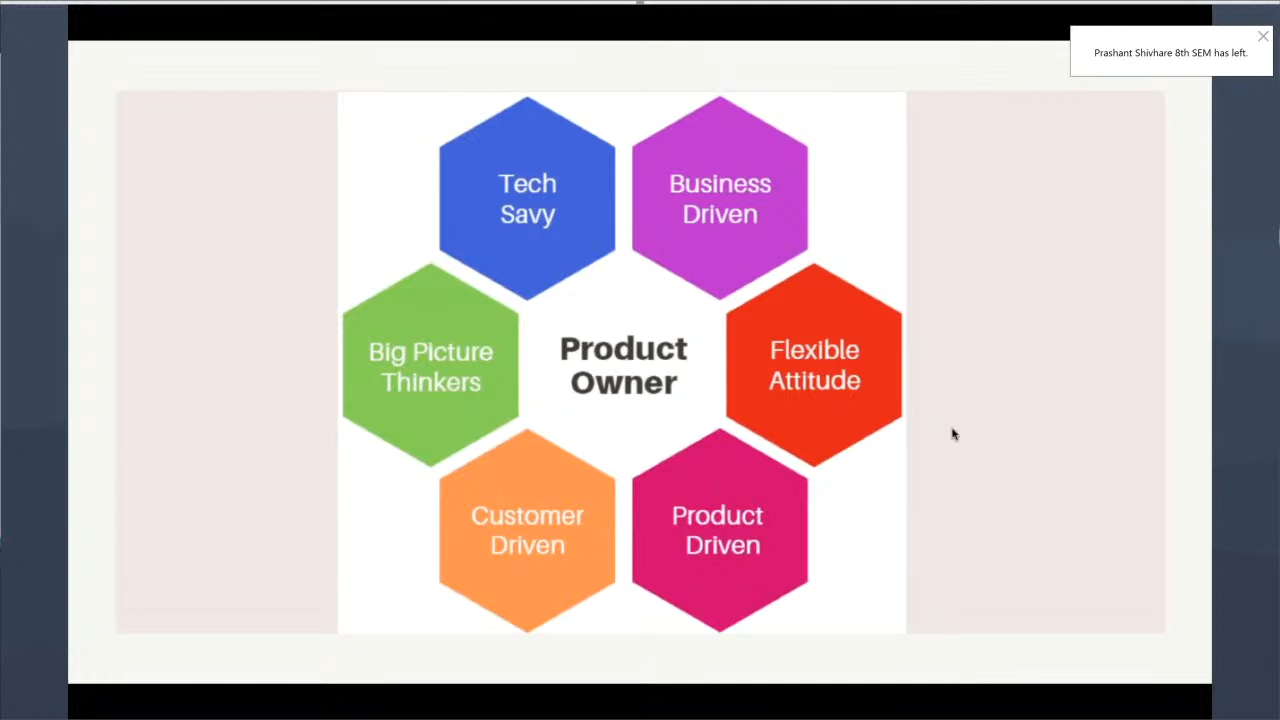 Prashant Shivhare 8th SEM has left.
Tech
Savy
Business
Driven
Big Picture
Thinkers
Product
Owner
Flexible
Attitude
Customer
Driven
Product
Driven